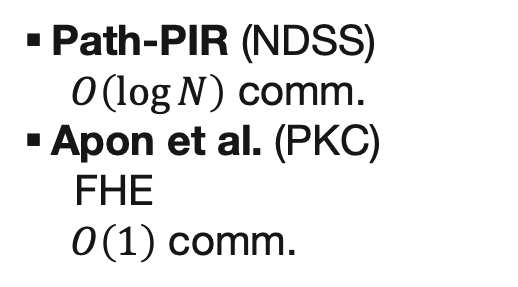 ▪ Path-PIR (NDSS)
O(log N) comm.
▪ Apon et al. (PKC)
FHE
O(1) comm.